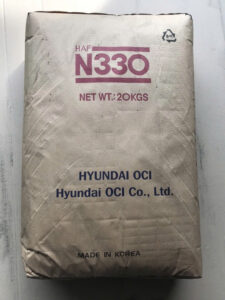 HAF
N330
NET WT.: 20KGS
HYUNDAI OCI
Hyundai OCI Co., Ltd.
MADE IN KOREA